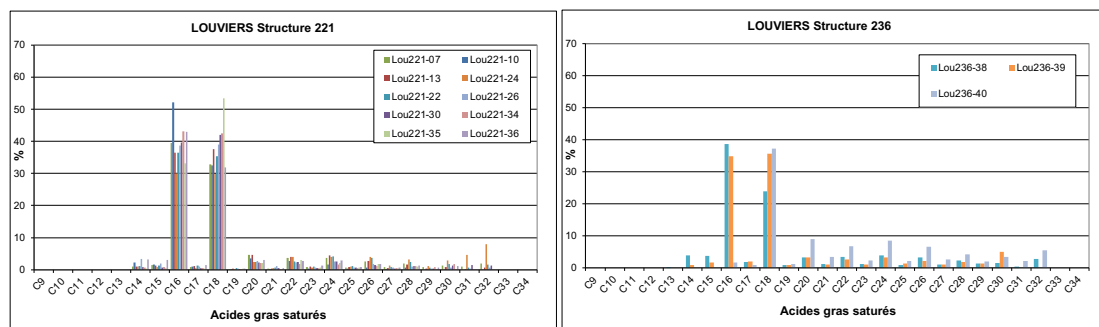 LOUVIERS Structure 221
70
60
50
40
30
20
10
0
%
Lou221-07 Lou221-10
Lou221-13 Lou221-24
Lou221-22 Lou221-26
Lou221-30 Lou221-34
Lou221-35 Lou221-36
C9 C10 C11 C12 C13 C14 C15 C16 C17 C18 C19 C20 C21 C22 C23 C24 C25 C26 C27 C28 C29 C30 C31 C32 C33 C34
Acides gras saturés
LOUVIERS Structure 236
70
60
50
40
30
20
10
0
%
Lou236-38 Lou236-39
Lou236-40
C9 C10 C11 C12 C13 C14 C15 C16 C17 C18 C19 C20 C21 C22 C23 C24 C25 C26 C27 C28 C29 C30 C31 C32 C33 C34
Acides gras saturés